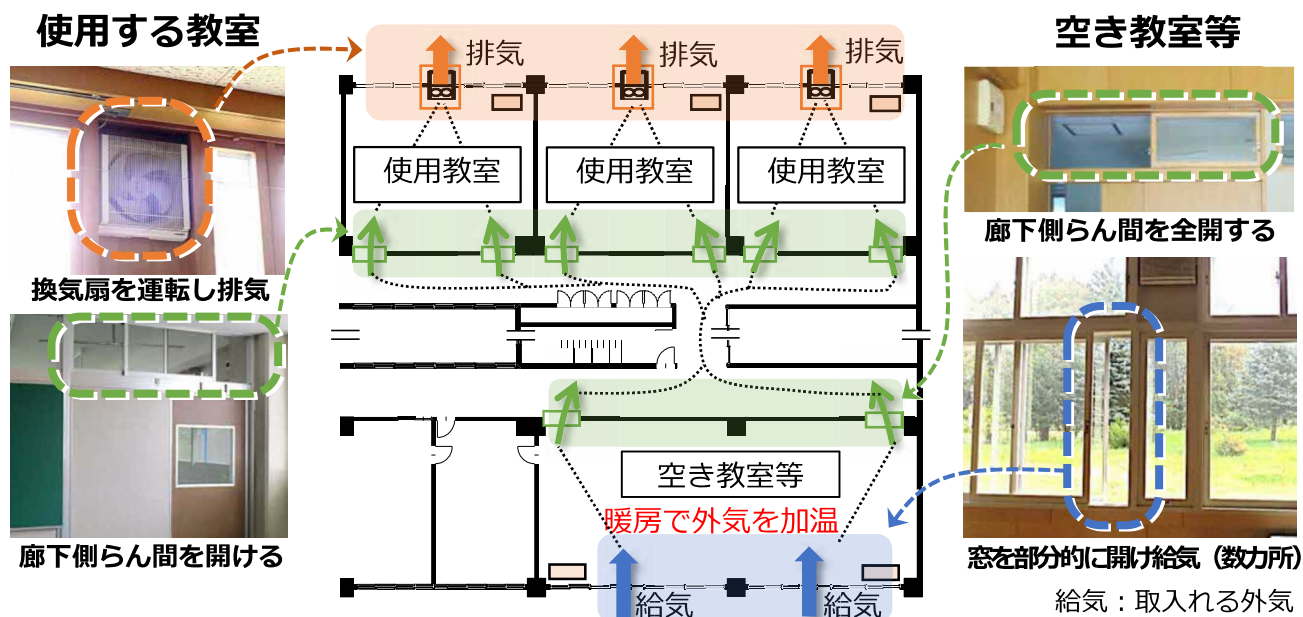 使用する教室
空き教室等
排気
排気
排気
使用教室
使用教室
使用教室
換気扇を運転し排気
廊下側らん間を全開する
空き教室等
暖房で外気を加温
廊下側らん間を開ける
窓を部分的に開け給気（数カ所）
給気
給気
給気：取入れる外気